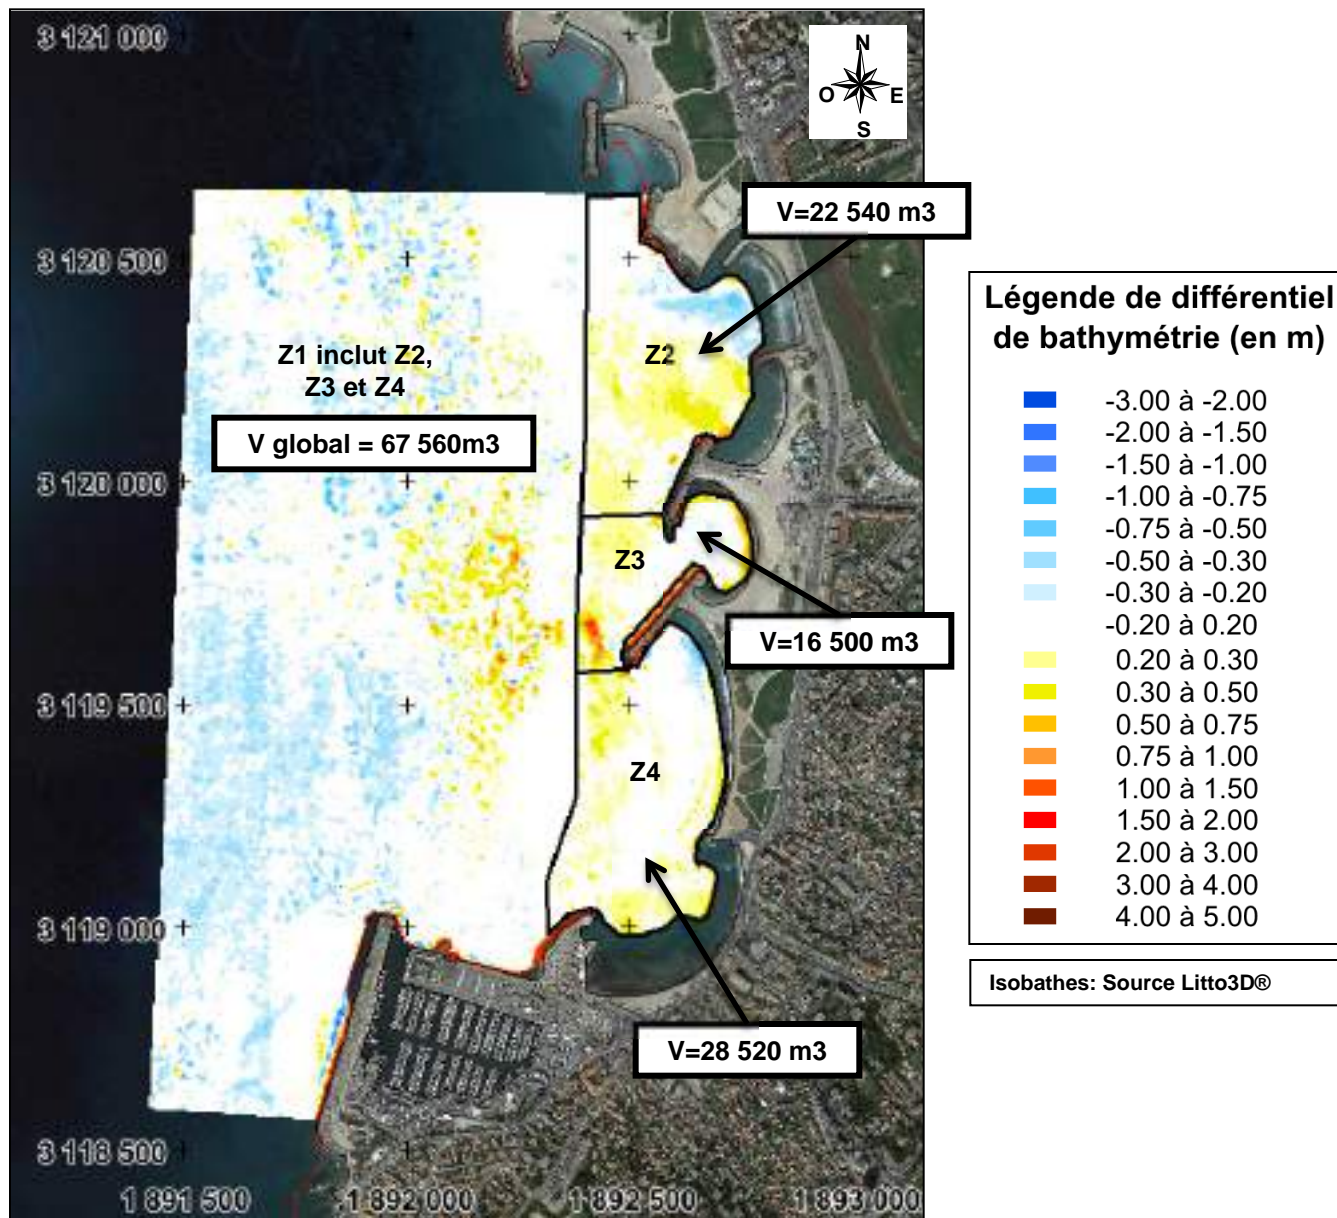 3 121 000
N
O E
S
V=22 540 m3
3 120 500
Z1 inclut Z2,
Z3 et Z4
Z2
V global = 67 560m3
3 120 000
Z3
V=16 500 m3
3 119 500
Z4
3 119 000
V=28 520 m3
3 118 500
1 891 500
1 892 000
1 892 500
1 893 000
Légende de différentiel
de bathymétrie (en m)
-3.00 à -2.00
-2.00 à -1.50
-1.50 à -1.00
-1.00 à -0.75
-0.75 à -0.50
-0.50 à -0.30
-0.30 à -0.20
-0.20 à 0.20
0.20 à 0.30
0.30 à 0.50
0.50 à 0.75
0.75 à 1.00
1.00 à 1.50
1.50 à 2.00
2.00 à 3.00
3.00 à 4.00
4.00 à 5.00
Isobathes: Source Litto3D®